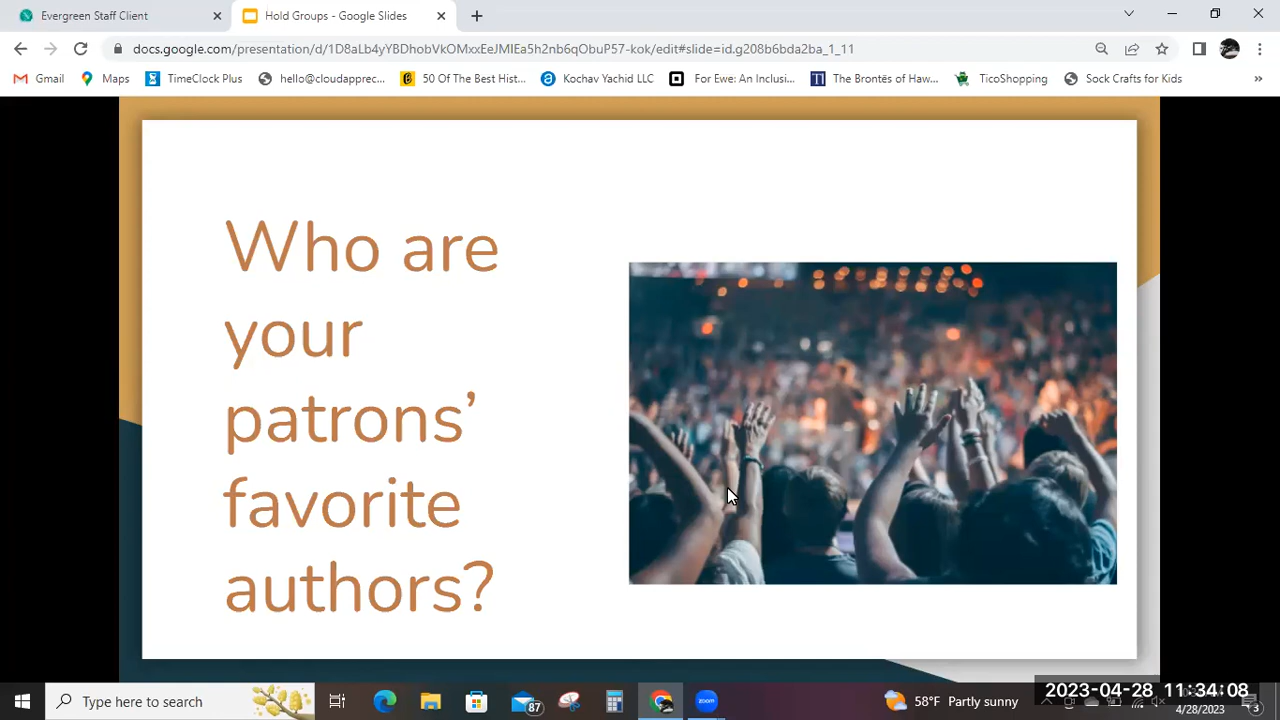 Evergreen Staff Client
Hold Groups - Google Slides
docs.google.com/presentation/d/1D8aLb4yYBDhobVkOMxxEeJMIEa5h2nb6qObuP57-kok/edit#slide=id.g208b6bda2ba_1_11
Gmail
Maps
TimeClock Plus
hello@cloudapprec...
50 Of The Best Hist...
Kochav Yachid LLC
For Ewe: An Inclusi...
The Brontës of Haw...
TicoShopping
Sock Crafts for Kids
Who are
your
patrons’
favorite
authors?
Type here to search
87
zoom
58°F Partly sunny
2023-04-28 11:34:08
4/28/2023
3